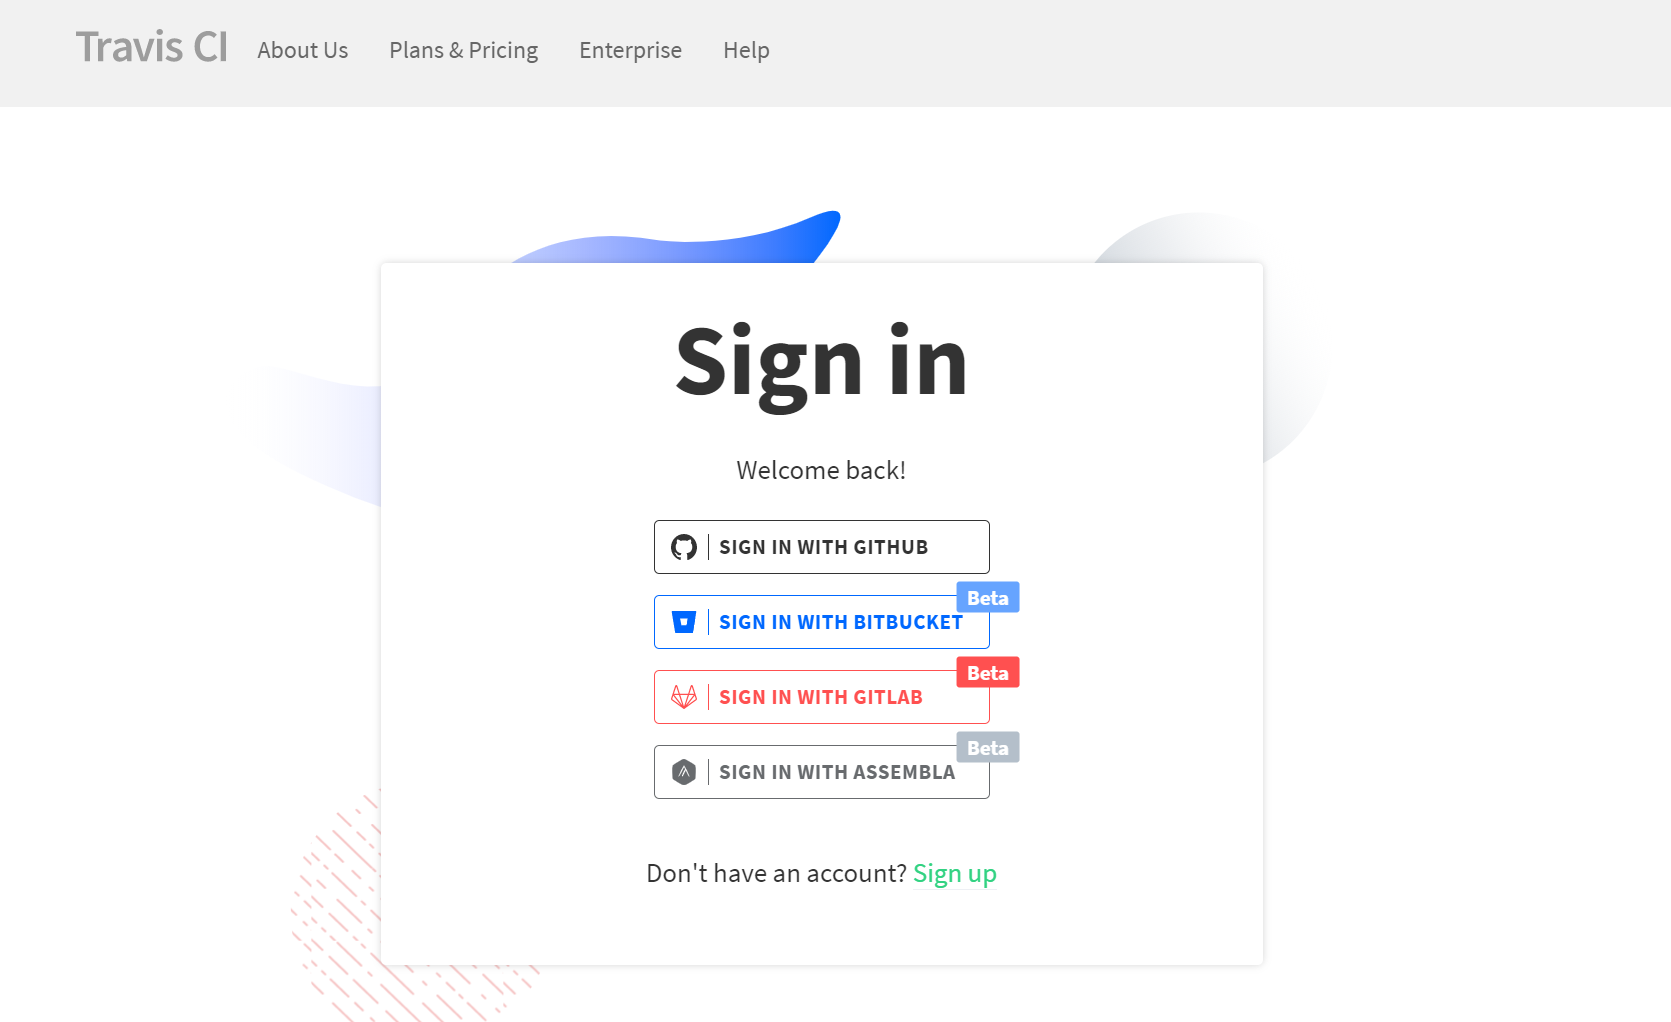 Travis CI About Us Plans & Pricing Enterprise Help
Sign in
Welcome back!
SIGN IN WITH GITHUB
Beta
SIGN IN WITH BITBUCKET
Beta
SIGN IN WITH GITLAB
Beta
SIGN IN WITH ASSEMBLA
Don't have an account? Sign up